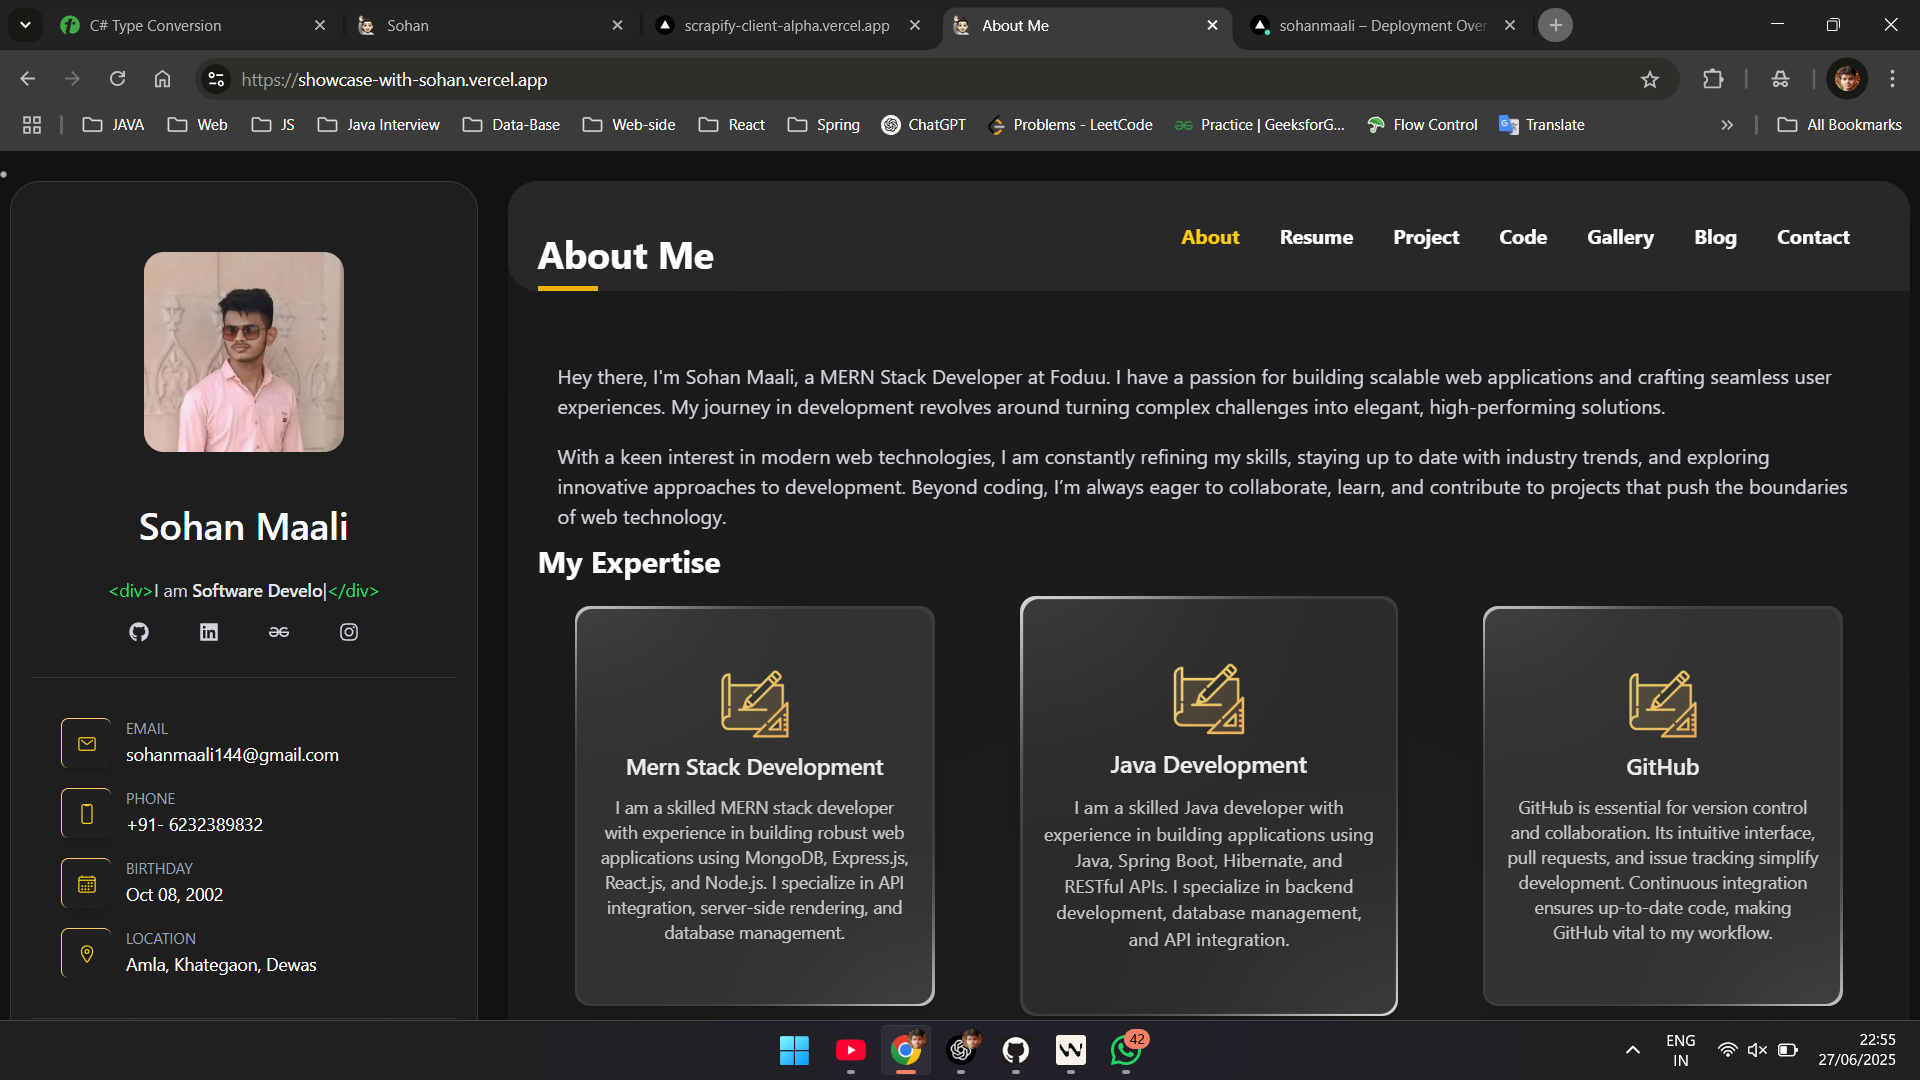 C# Type Conversion
Sohan
scrapify-client-alpha.vercel.app
About Me
sohanmaali – Deployment Over
https://showcase-with-sohan.vercel.app
JAVA
Web
JS
Java Interview
Data-Base
Web-side
React
Spring
ChatGPT
Problems - LeetCode
Practice | GeeksforG...
Flow Control
Translate
All Bookmarks
Sohan Maali
<div>I am Software Develo|</div>
EMAIL
sohanmaali144@gmail.com
PHONE
+91- 6232389832
BIRTHDAY
Oct 08, 2002
LOCATION
Amla, Khategaon, Dewas
About Me
About
Resume
Project
Code
Gallery
Blog
Contact
Hey there, I'm Sohan Maali, a MERN Stack Developer at Foduu. I have a passion for building scalable web applications and crafting seamless user
experiences. My journey in development revolves around turning complex challenges into elegant, high-performing solutions.
With a keen interest in modern web technologies, I am constantly refining my skills, staying up to date with industry trends, and exploring
innovative approaches to development. Beyond coding, I’m always eager to collaborate, learn, and contribute to projects that push the boundaries
of web technology.
My Expertise
Mern Stack Development
I am a skilled MERN stack developer
with experience in building robust web
applications using MongoDB, Express.js,
React.js, and Node.js. I specialize in API
integration, server-side rendering, and
database management.
Java Development
I am a skilled Java developer with
experience in building applications using
Java, Spring Boot, Hibernate, and
RESTful APIs. I specialize in backend
development, database management,
and API integration.
GitHub
GitHub is essential for version control
and collaboration. Its intuitive interface,
pull requests, and issue tracking simplify
development. Continuous integration
ensures up-to-date code, making
GitHub vital to my workflow.
42
ENG
IN
22:55
27/06/2025